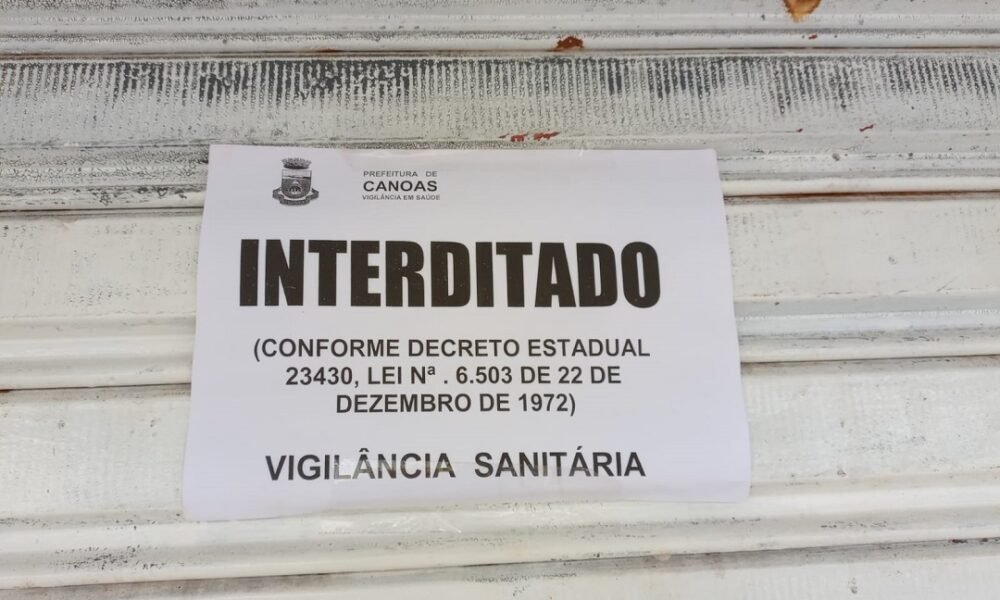 PREFEITURA DE
CANOAS
VIGILÂNCIA EM SAÚDE
INTERDITADO
(CONFORME DECRETO ESTADUAL
23430, LEI Nª . 6.503 DE 22 DE
DEZEMBRO DE 1972)
VIGILÂNCIA SANITÁRIA